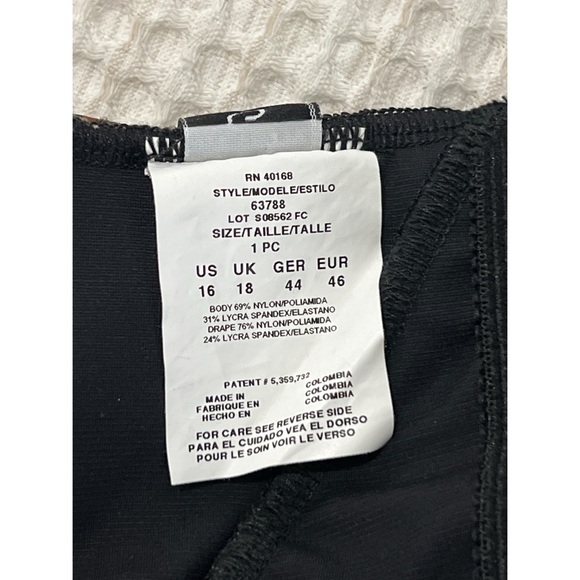 RN 40168
STYLE/MODELE/ESTILO
63788
LOT S08562 FC
SIZE/TAILLE/TALLE
1 PC
US UK GER EUR
16 18 44 46
BODY 69% NYLON/POLIAMIDA
31% LYCRA SPANDEX/ELASTANO
DRAPE 76% NYLON/POLIAMIDA
24% LYCRA SPANDEX/ELASTANO
PATENT # 5,359,732
MADE IN COLOMBIA
FABRIQUE EN COLOMBIA
HECHO EN COLOMBIA
FOR CARE SEE REVERSE SIDE
PARA EL CUIDADO VEA EL DORSO
POUR LE SOIN VOIR LE VERSO